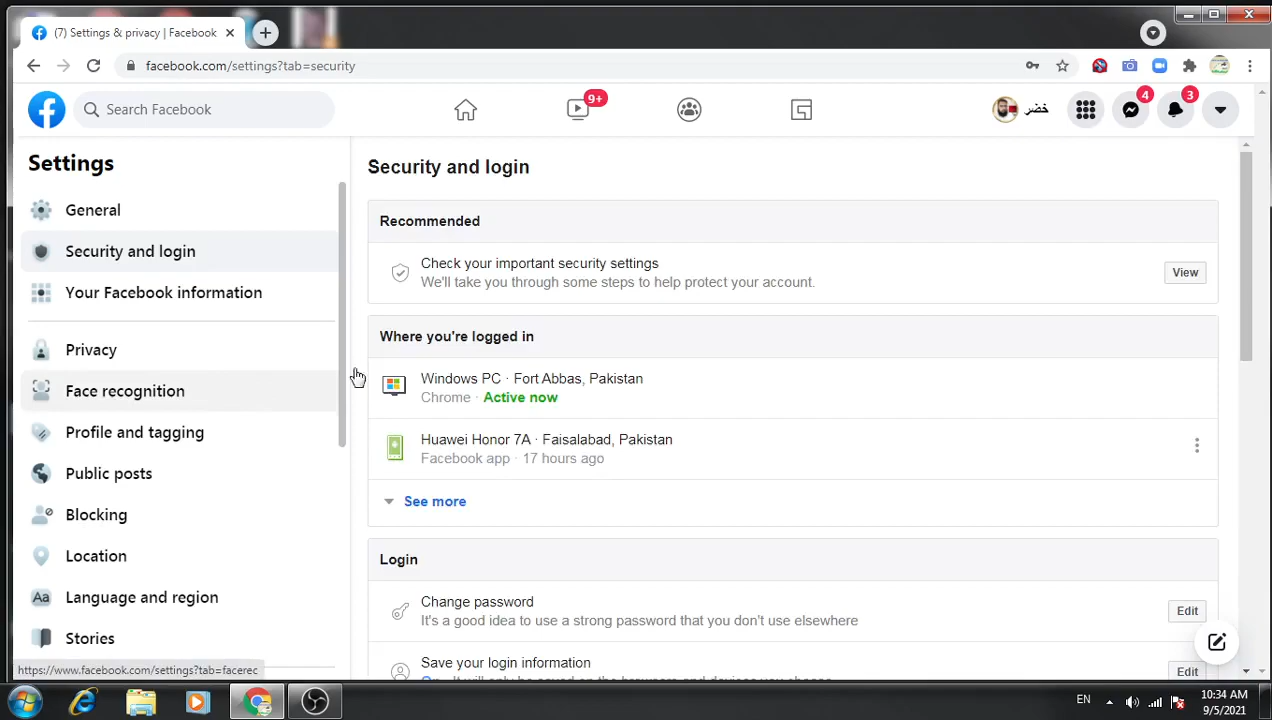 (7) Settings & privacy | Facebook
facebook.com/settings?tab=security
Search Facebook
9+
خضر
4
3
Settings
General
Security and login
Your Facebook information
Privacy
Face recognition
Profile and tagging
Public posts
Blocking
Location
Aa Language and region
Stories
https://www.facebook.com/settings?tab=facerec
Security and login
Recommended
Check your important security settings
We'll take you through some steps to help protect your account.
View
Where you're logged in
Windows PC · Fort Abbas, Pakistan
Chrome · Active now
Huawei Honor 7A · Faisalabad, Pakistan
Facebook app · 17 hours ago
See more
Login
Change password
It's a good idea to use a strong password that you don't use elsewhere
Edit
Save your login information
Edit
EN
10:34 AM
9/5/2021